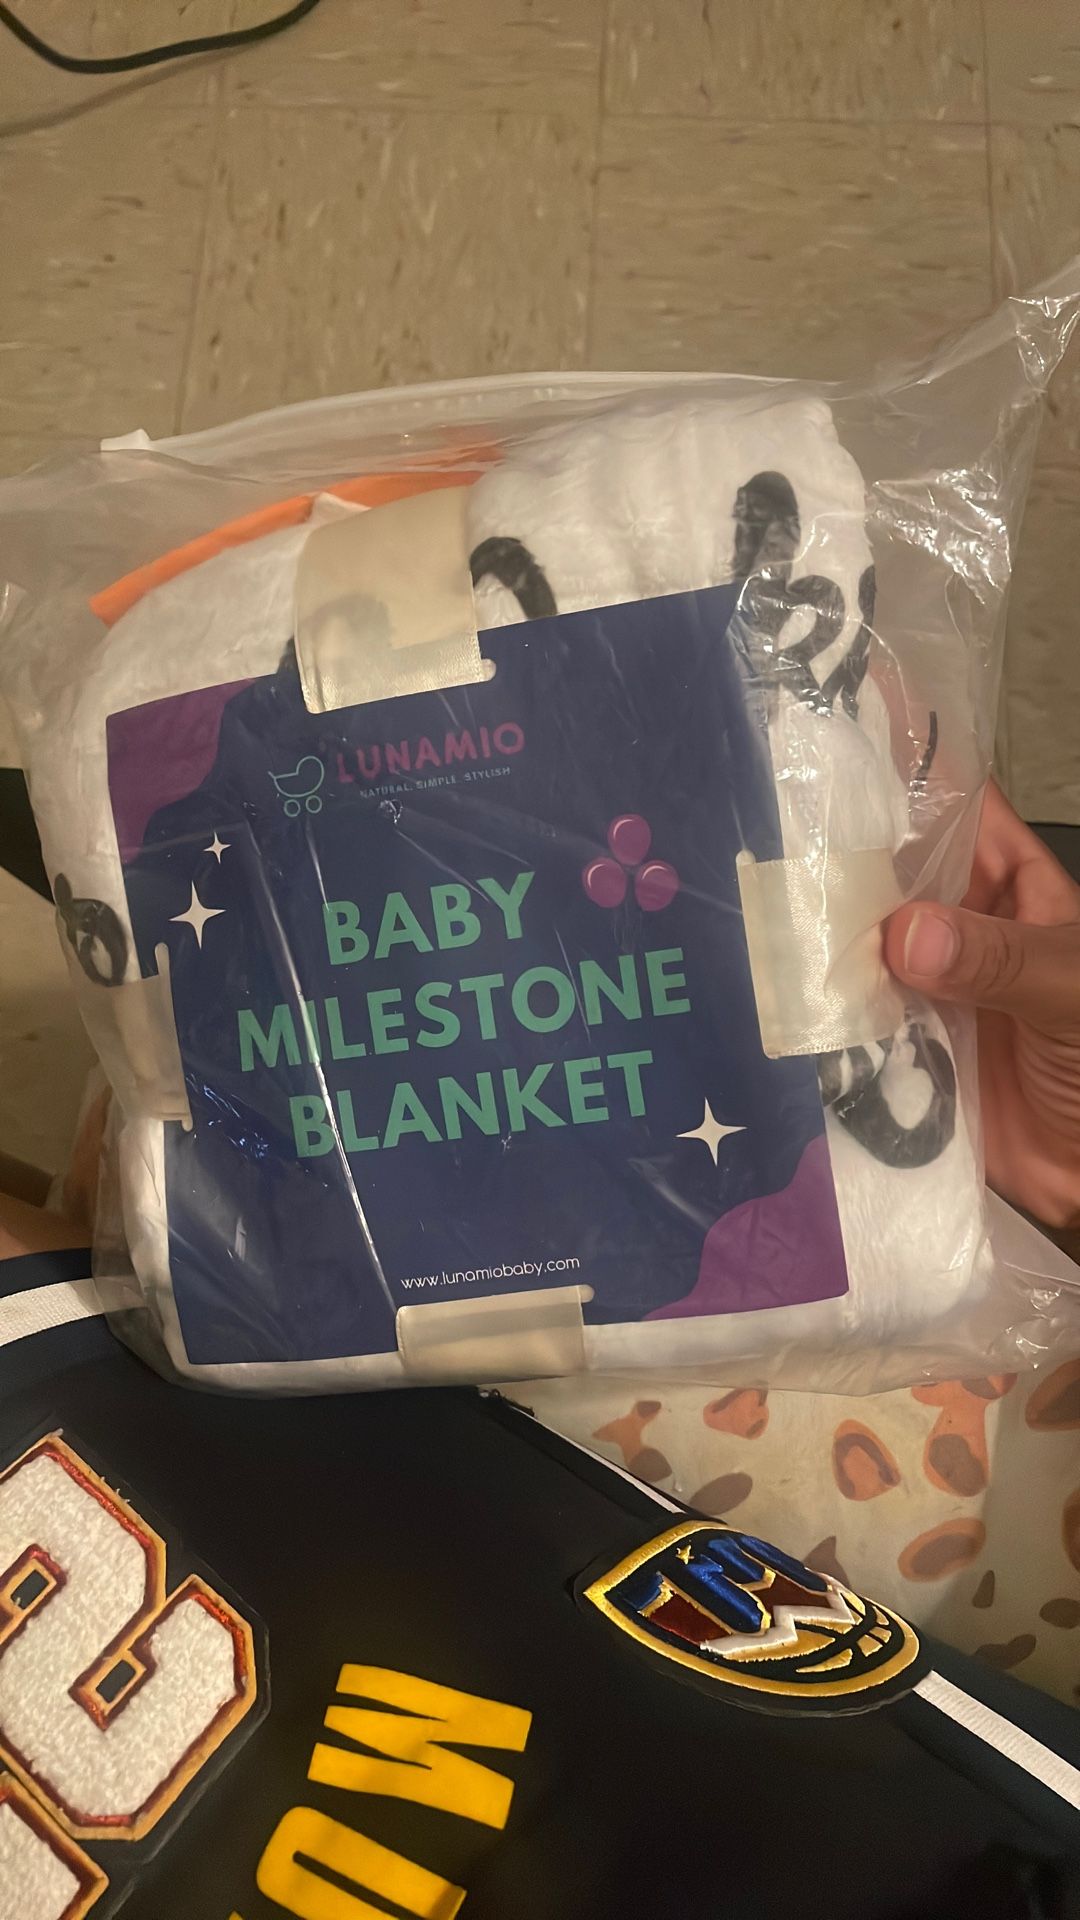 LUNAMIO
NATURAL. SIMPLE. STYLISH
BABY
MILESTONE
BLANKET
www.lunamiobaby.com